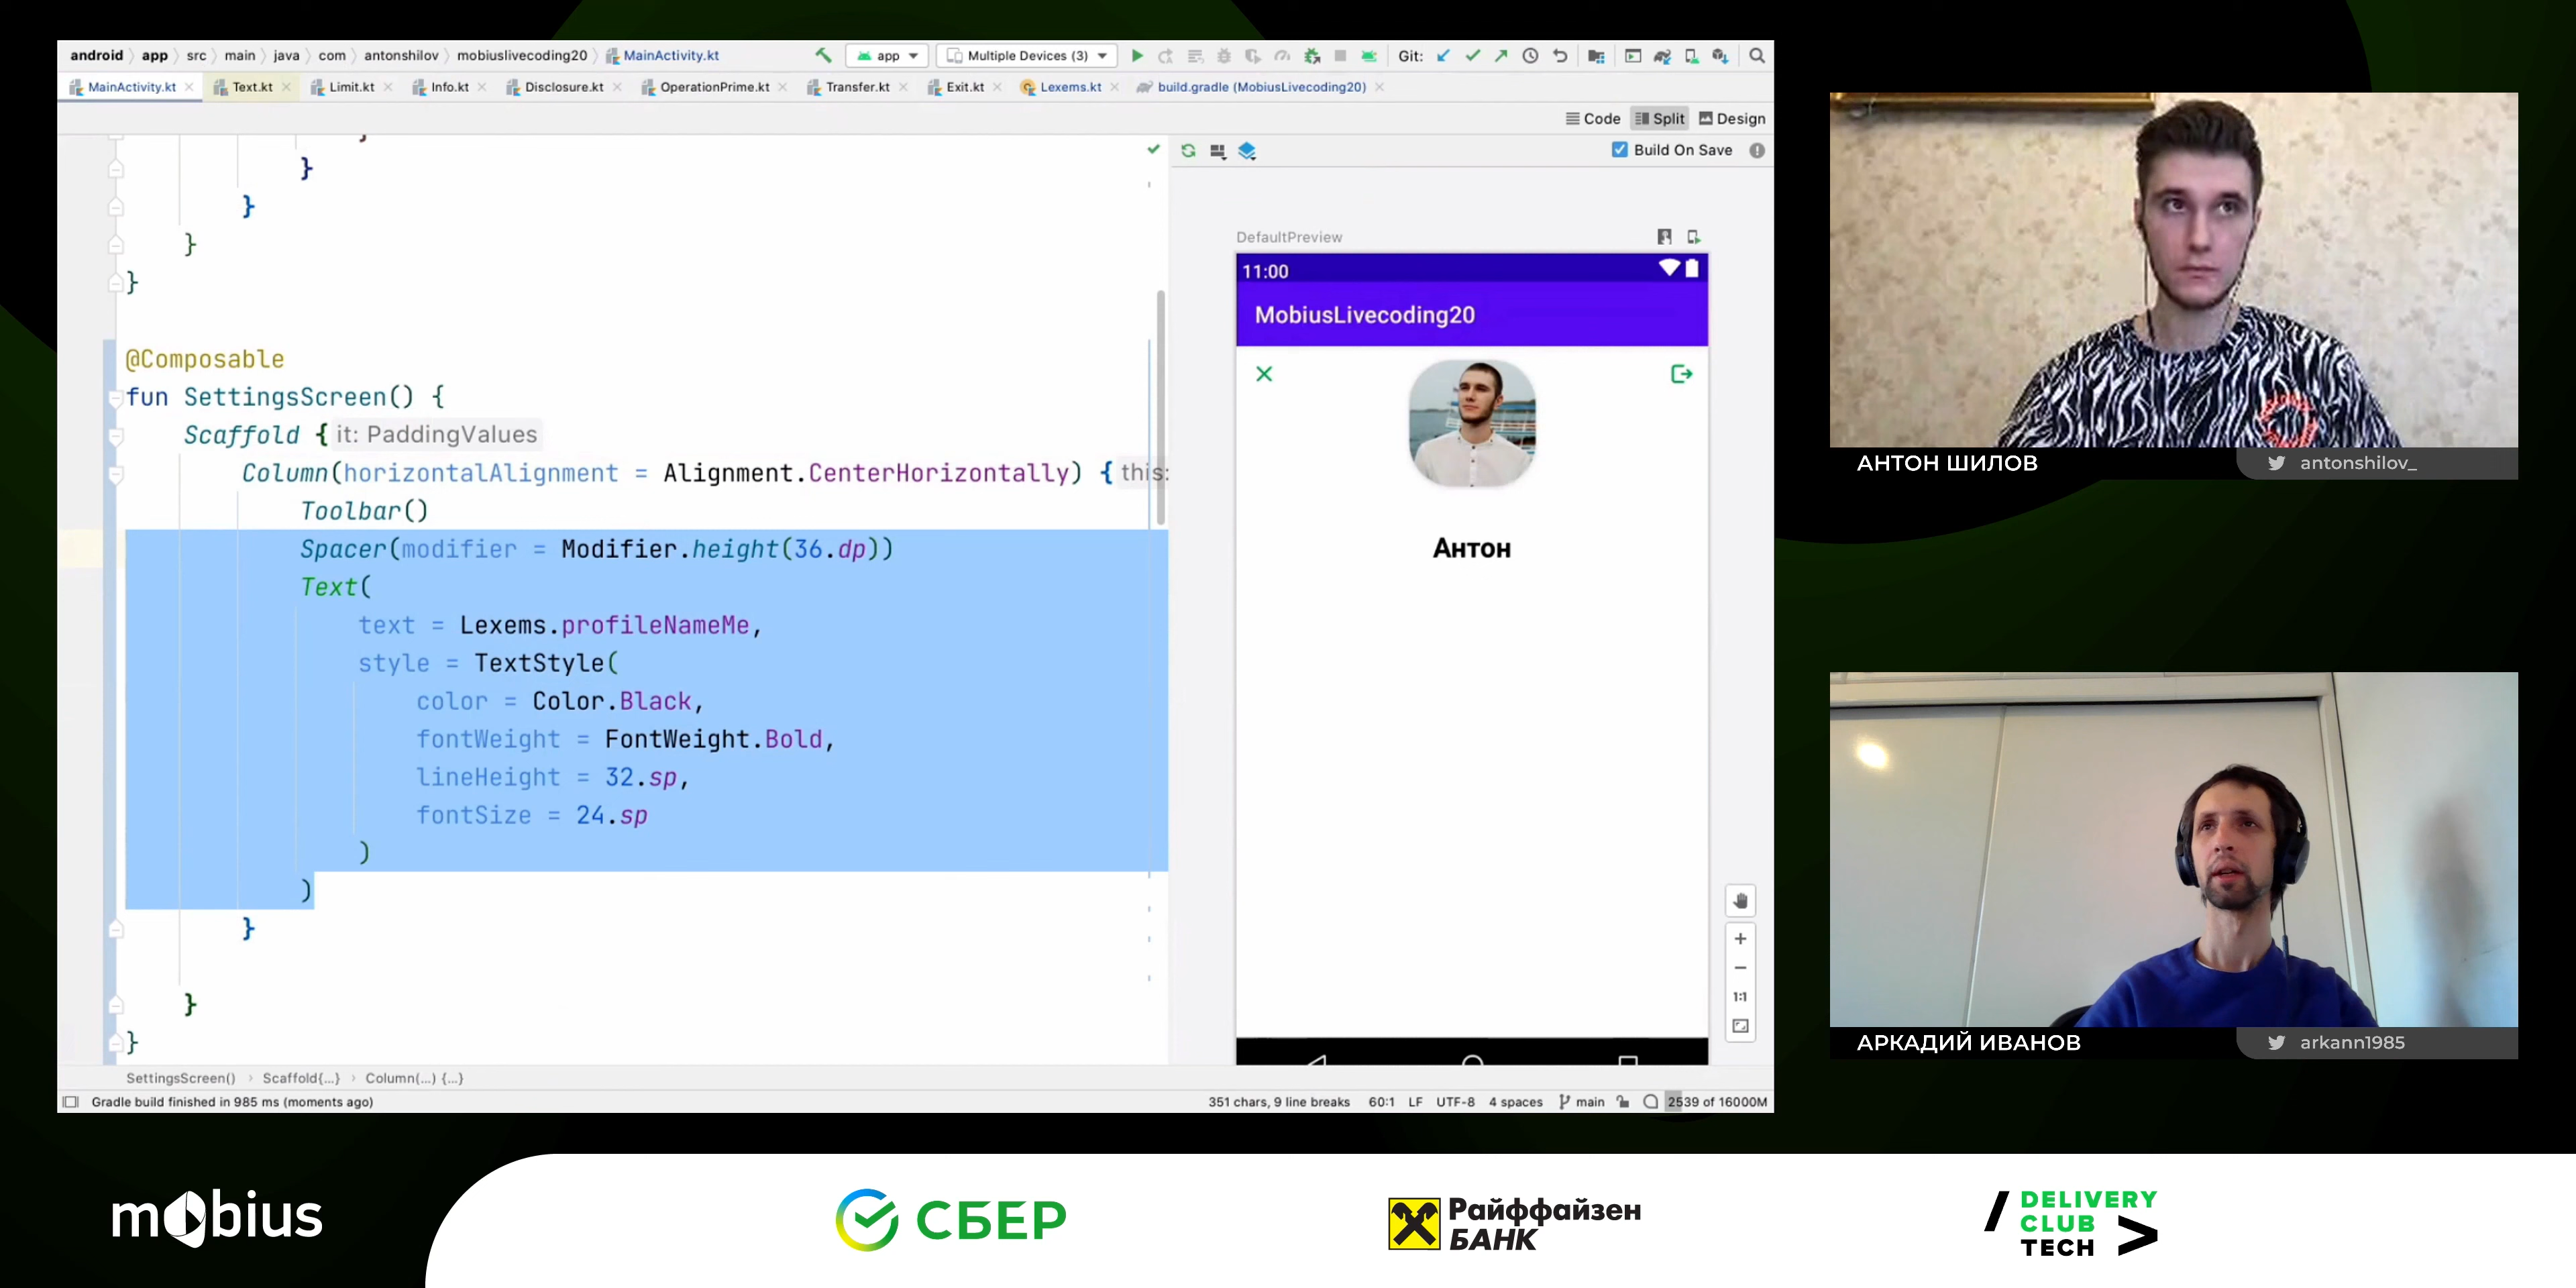 android app src main java com antonshilov mobiuslivecoding20 MainActivity.kt app Multiple Devices (3) Git:
MainActivity.kt Text.kt Limit.kt Info.kt Disclosure.kt OperationPrime.kt Transfer.kt Exit.kt Lexems.kt build.gradle (MobiusLivecoding20)
Code Split Design
Build On Save
}
}
}
}
}
@Composable
fun SettingsScreen() {
Scaffold { it: PaddingValues
Column(horizontalAlignment = Alignment.CenterHorizontally) { this:
Toolbar()
Spacer(modifier = Modifier.height(36.dp))
Text(
text = Lexems.profileNameMe,
style = TextStyle(
color = Color.Black,
fontWeight = FontWeight.Bold,
lineHeight = 32.sp,
fontSize = 24.sp
)
)
}
}
}
DefaultPreview
11:00
MobiusLivecoding20
Антон
1:1
SettingsScreen() Scaffold{...} Column(...) {...}
Gradle build finished in 985 ms (moments ago) 351 chars, 9 line breaks 60:1 LF UTF-8 4 spaces main 2539 of 16000M
АНТОН ШИЛОВ antonshilov_
АРКАДИЙ ИВАНОВ arkann1985
mobius
СБЕР
Райффайзен
БАНК
DELIVERY
CLUB
TECH